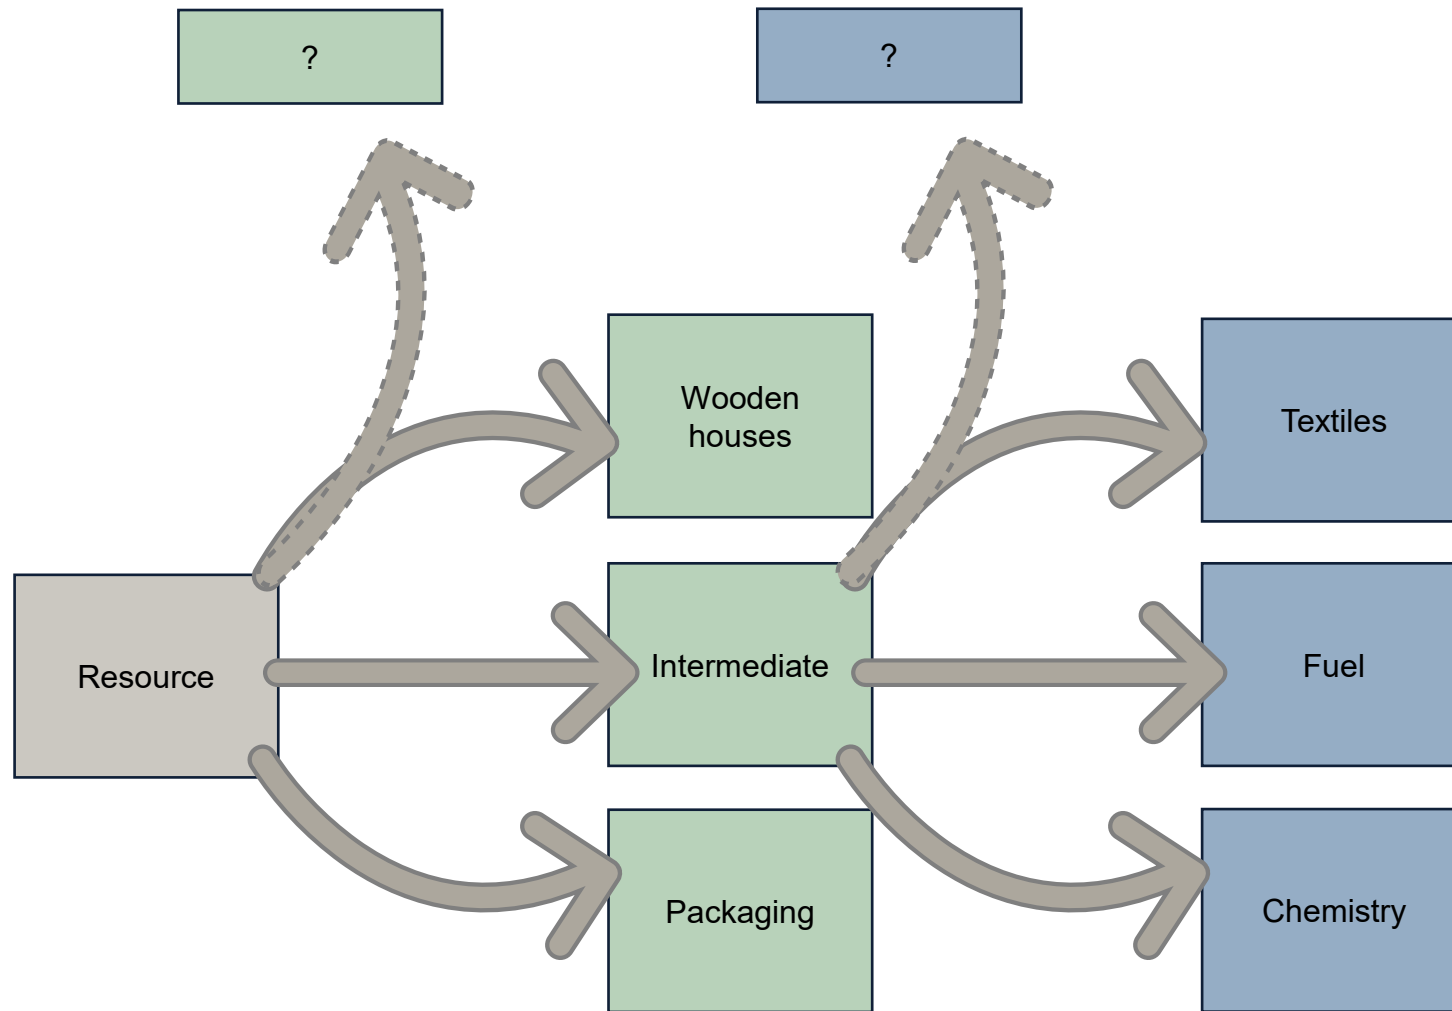 ?
?
Wooden
houses
Textiles
Resource
Intermediate
Fuel
Packaging
Chemistry